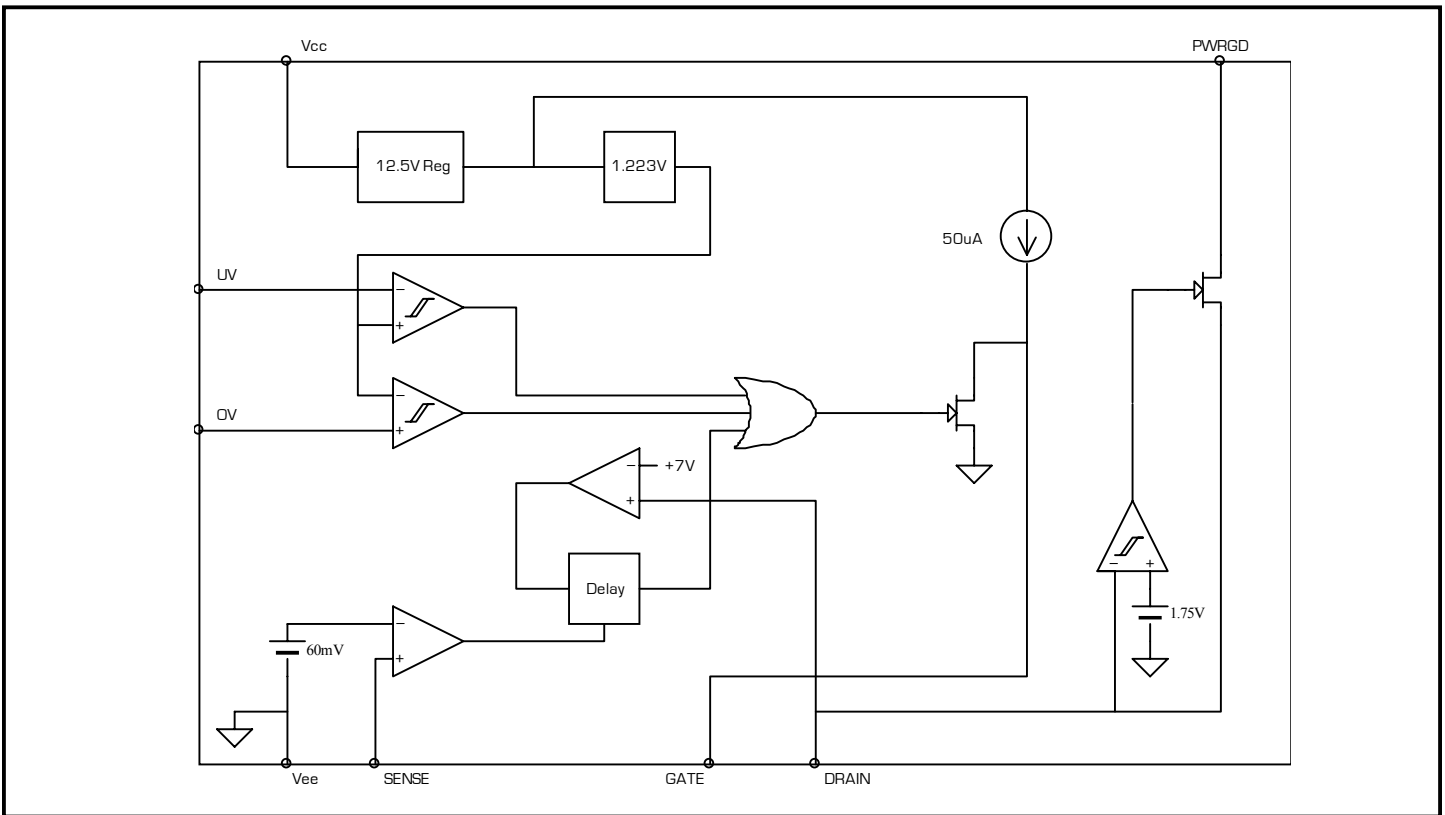 Vcc
PWRGD
12.5V Reg
1.223V
50uA
UV
−
+
−
OV
+
− +7V
+
Delay
− +
1.75V
−
60mV
+
Vee
SENSE
GATE
DRAIN